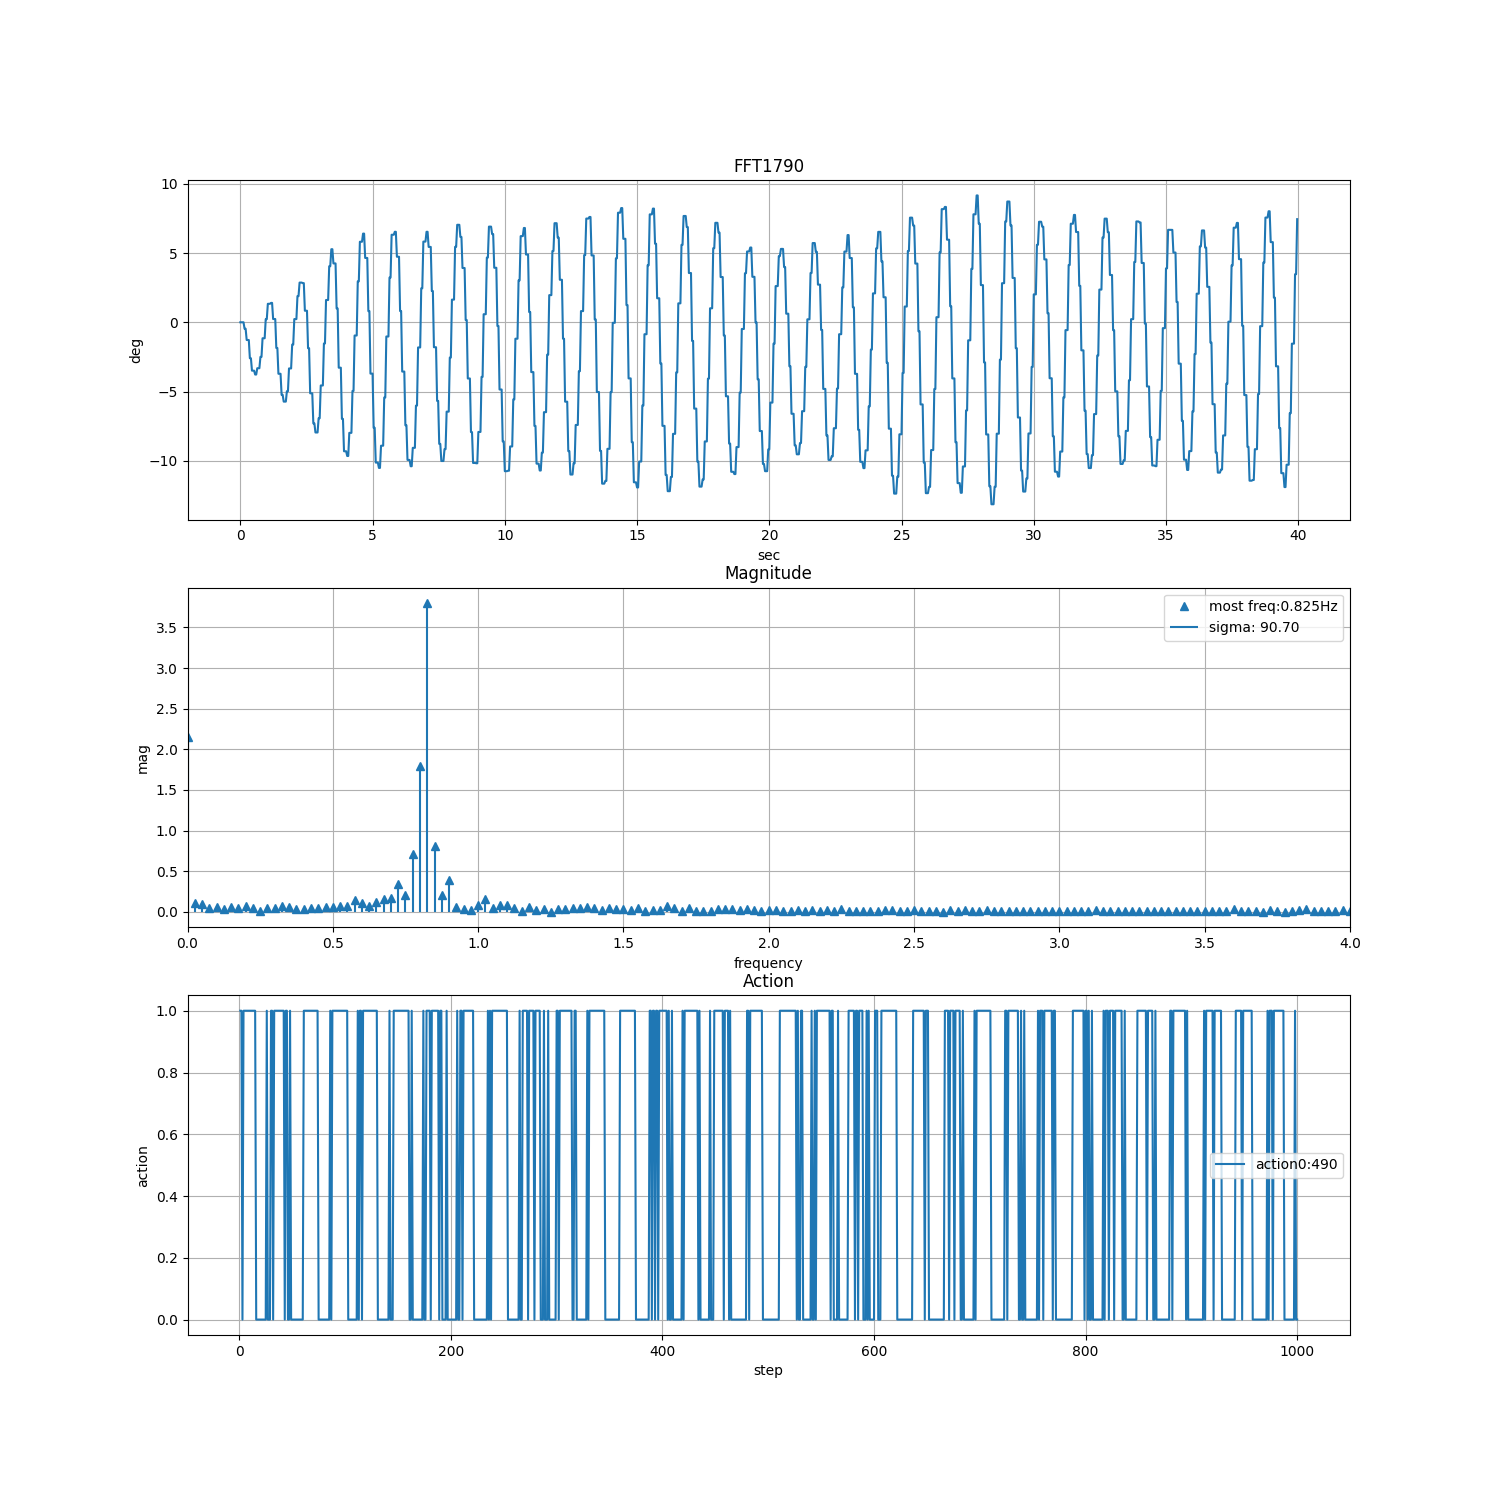 FFT1790
10
5
0
−5
−10
deg
0 5 10 15 20 25 30 35 40
sec
Magnitude
most freq:0.825Hz
sigma: 90.70
3.5
3.0
2.5
2.0
1.5
1.0
0.5
0.0
mag
0.0 0.5 1.0 1.5 2.0 2.5 3.0 3.5 4.0
frequency
Action
1.0
0.8
0.6
0.4
0.2
0.0
action
action0:490
0 200 400 600 800 1000
step